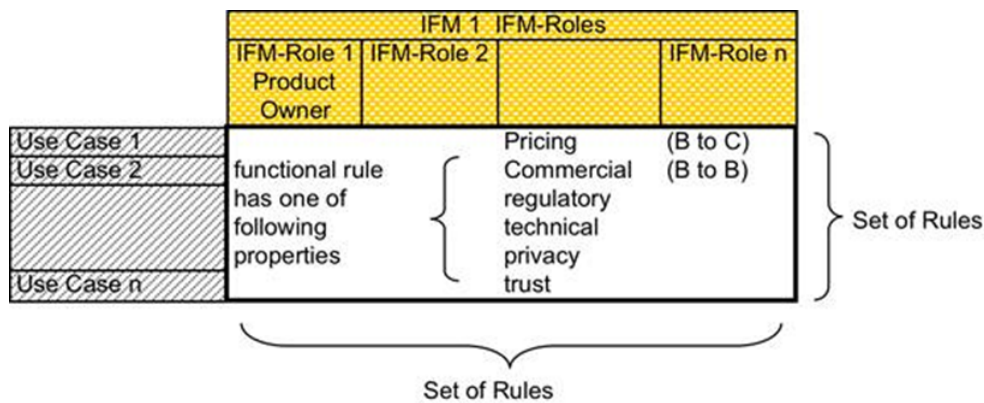 IFM 1 IFM-Roles
IFM-Role 1 IFM-Role 2 IFM-Role n
Product
Owner
Use Case 1 Pricing (B to C)
Use Case 2 functional rule Commercial (B to B)
has one of regulatory
following technical Set of Rules
properties privacy
Use Case n trust
Set of Rules